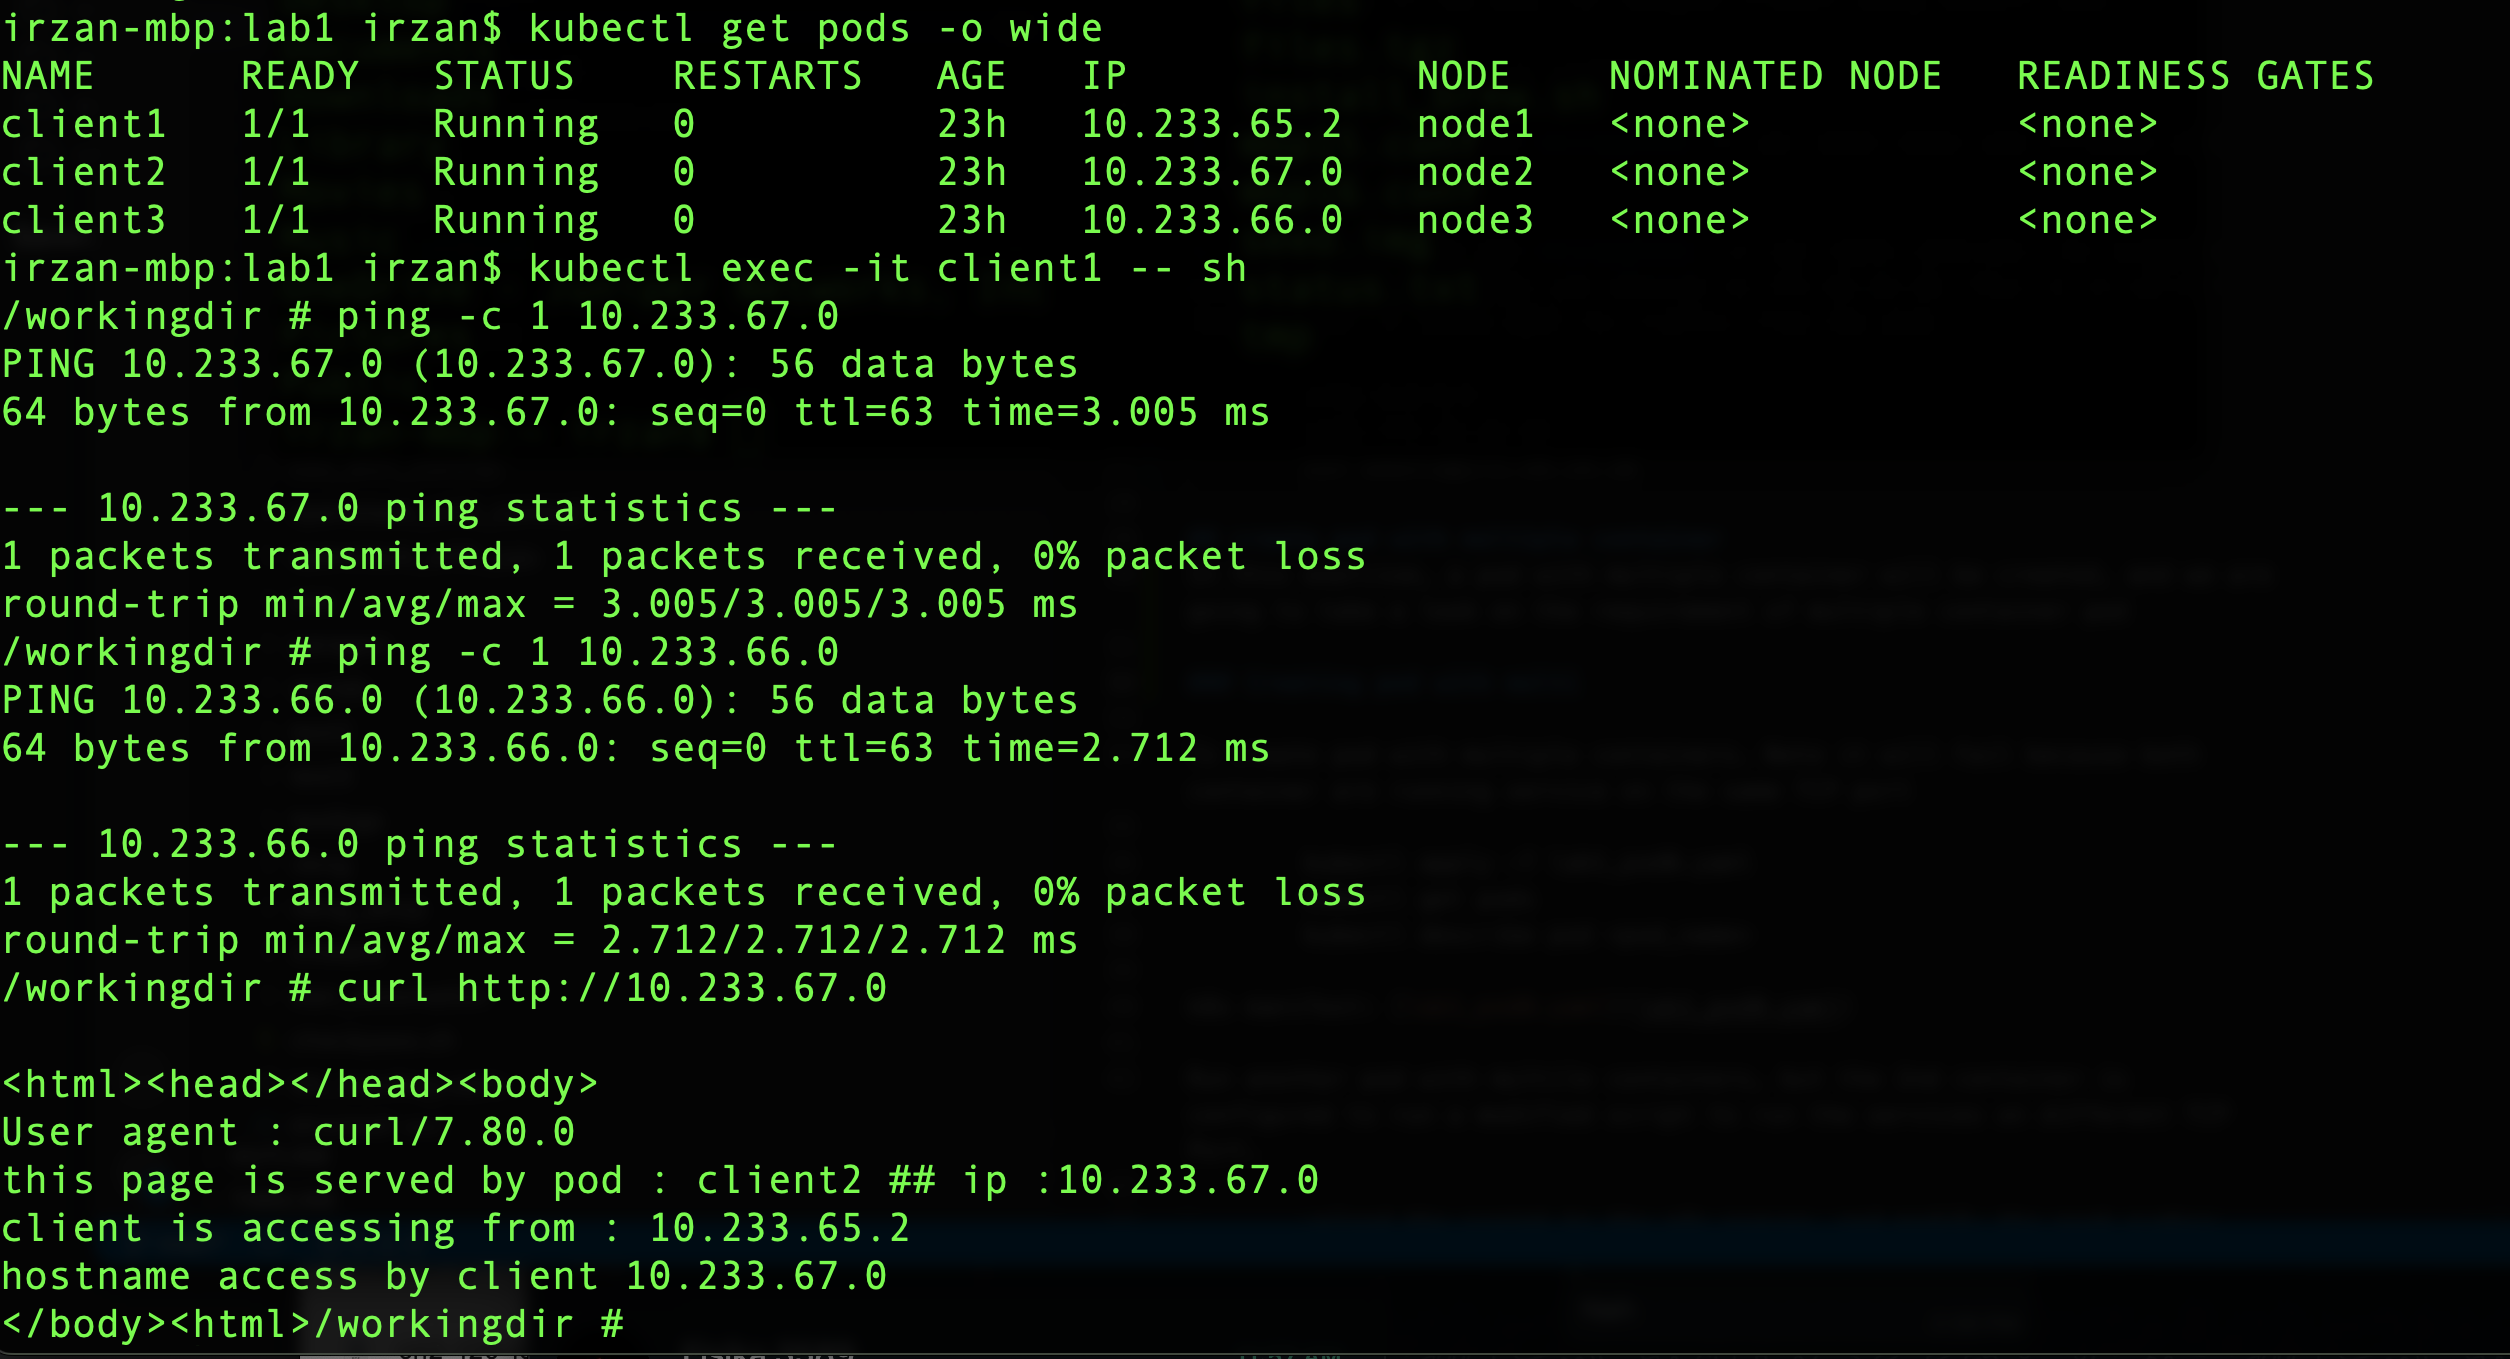 irzan-mbp:lab1 irzan$ kubectl get pods -o wide
NAME      READY   STATUS    RESTARTS   AGE   IP            NODE    NOMINATED NODE   READINESS GATES
client1   1/1     Running   0          23h   10.233.65.2   node1   <none>           <none>
client2   1/1     Running   0          23h   10.233.67.0   node2   <none>           <none>
client3   1/1     Running   0          23h   10.233.66.0   node3   <none>           <none>
irzan-mbp:lab1 irzan$ kubectl exec -it client1 -- sh
/workingdir # ping -c 1 10.233.67.0
PING 10.233.67.0 (10.233.67.0): 56 data bytes
64 bytes from 10.233.67.0: seq=0 ttl=63 time=3.005 ms

--- 10.233.67.0 ping statistics ---
1 packets transmitted, 1 packets received, 0% packet loss
round-trip min/avg/max = 3.005/3.005/3.005 ms
/workingdir # ping -c 1 10.233.66.0
PING 10.233.66.0 (10.233.66.0): 56 data bytes
64 bytes from 10.233.66.0: seq=0 ttl=63 time=2.712 ms

--- 10.233.66.0 ping statistics ---
1 packets transmitted, 1 packets received, 0% packet loss
round-trip min/avg/max = 2.712/2.712/2.712 ms
/workingdir # curl http://10.233.67.0

<html><head></head><body>
User agent : curl/7.80.0
this page is served by pod : client2 ## ip :10.233.67.0
client is accessing from : 10.233.65.2
hostname access by client 10.233.67.0
</body><html>/workingdir #